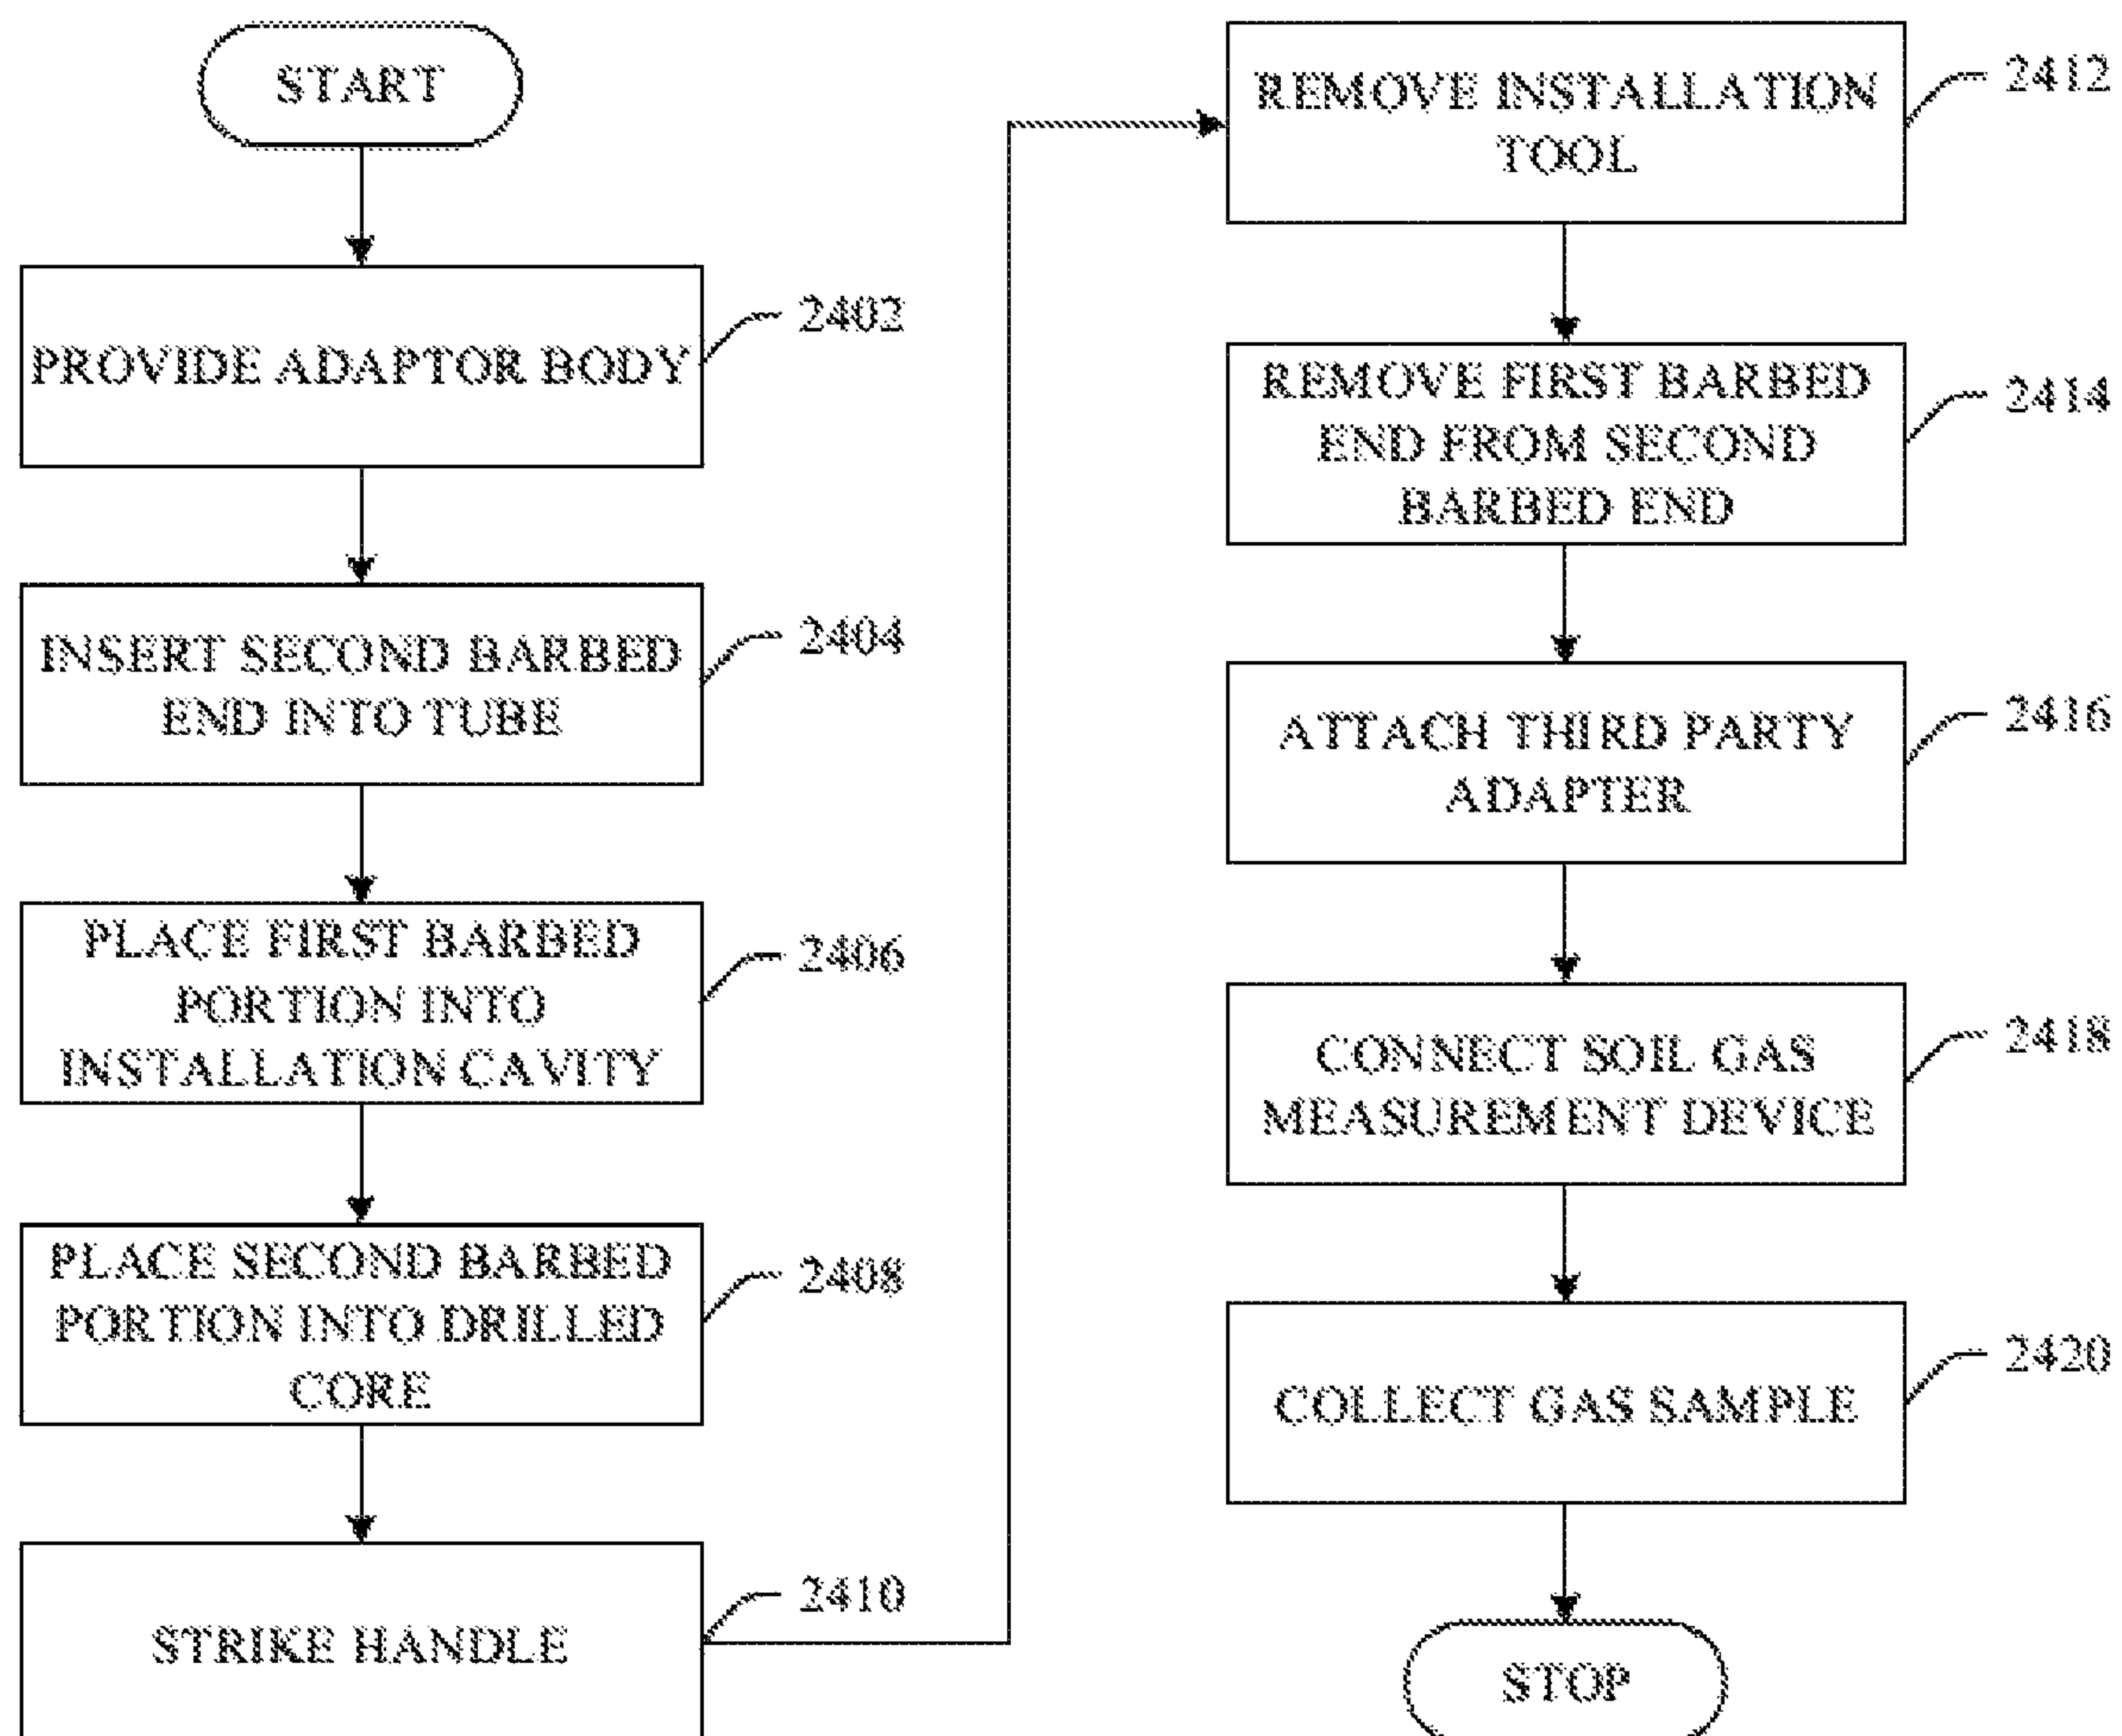 START
PROVIDE ADAPTOR BODY
2402
INSERT SECOND BARBED
END INTO TUBE
2404
PLACE FIRST BARBED
PORTION INTO
INSTALLATION CAVITY
2406
PLACE SECOND BARBED
PORTION INTO DRILLED
CORE
2408
STRIKE HANDLE
2410
REMOVE INSTALLATION
TOOL
2412
REMOVE FIRST BARBED
END FROM SECOND
BARBED END
2414
ATTACH THIRD PARTY
ADAPTER
2416
CONNECT SOIL GAS
MEASUREMENT DEVICE
2418
COLLECT GAS SAMPLE
2420
STOP